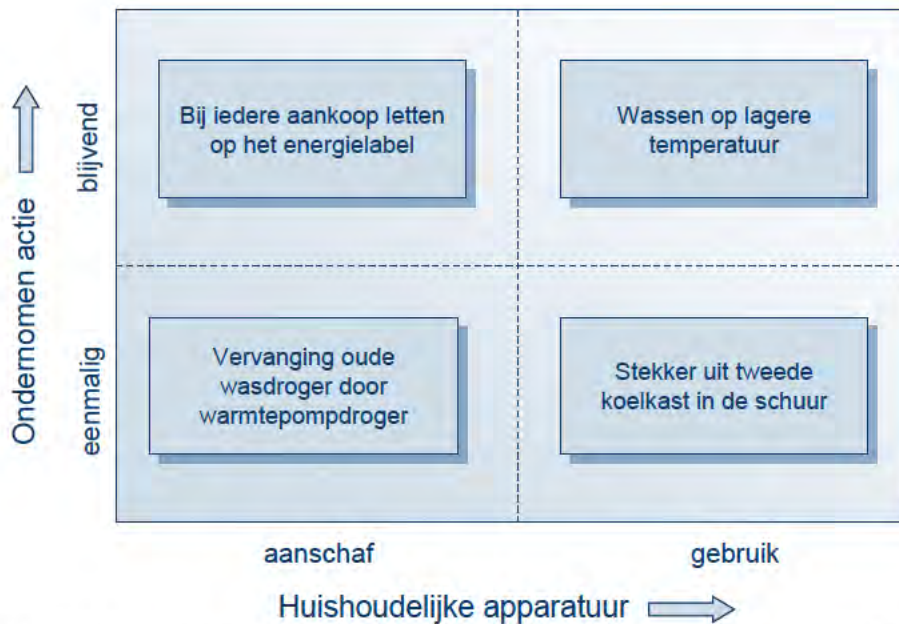 Ondernomen actie
blijvend
eenmalig
Bij iedere aankoop letten
op het energielabel
Wassen op lagere
temperatuur
Vervanging oude
wasdroger door
warmtepompdroger
Stekker uit tweede
koelkast in de schuur
aanschaf
gebruik
Huishoudelijke apparatuur